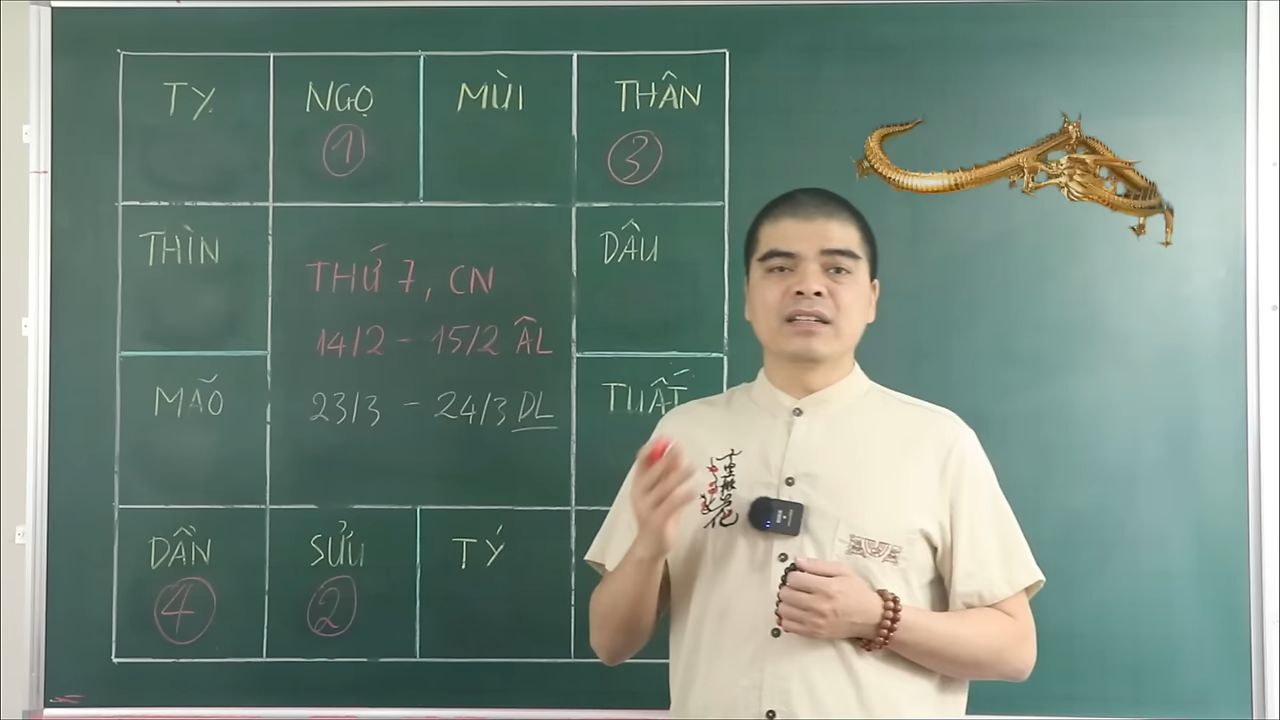 TỴ NGỌ MÙI THÂN
1 3
THÌN DẬU
THỨ 7, CN
14/2 - 15/2 ÂL
MÃO 23/3 - 24/3 DL TUẤT
DẦN SỬU TÝ
4 2